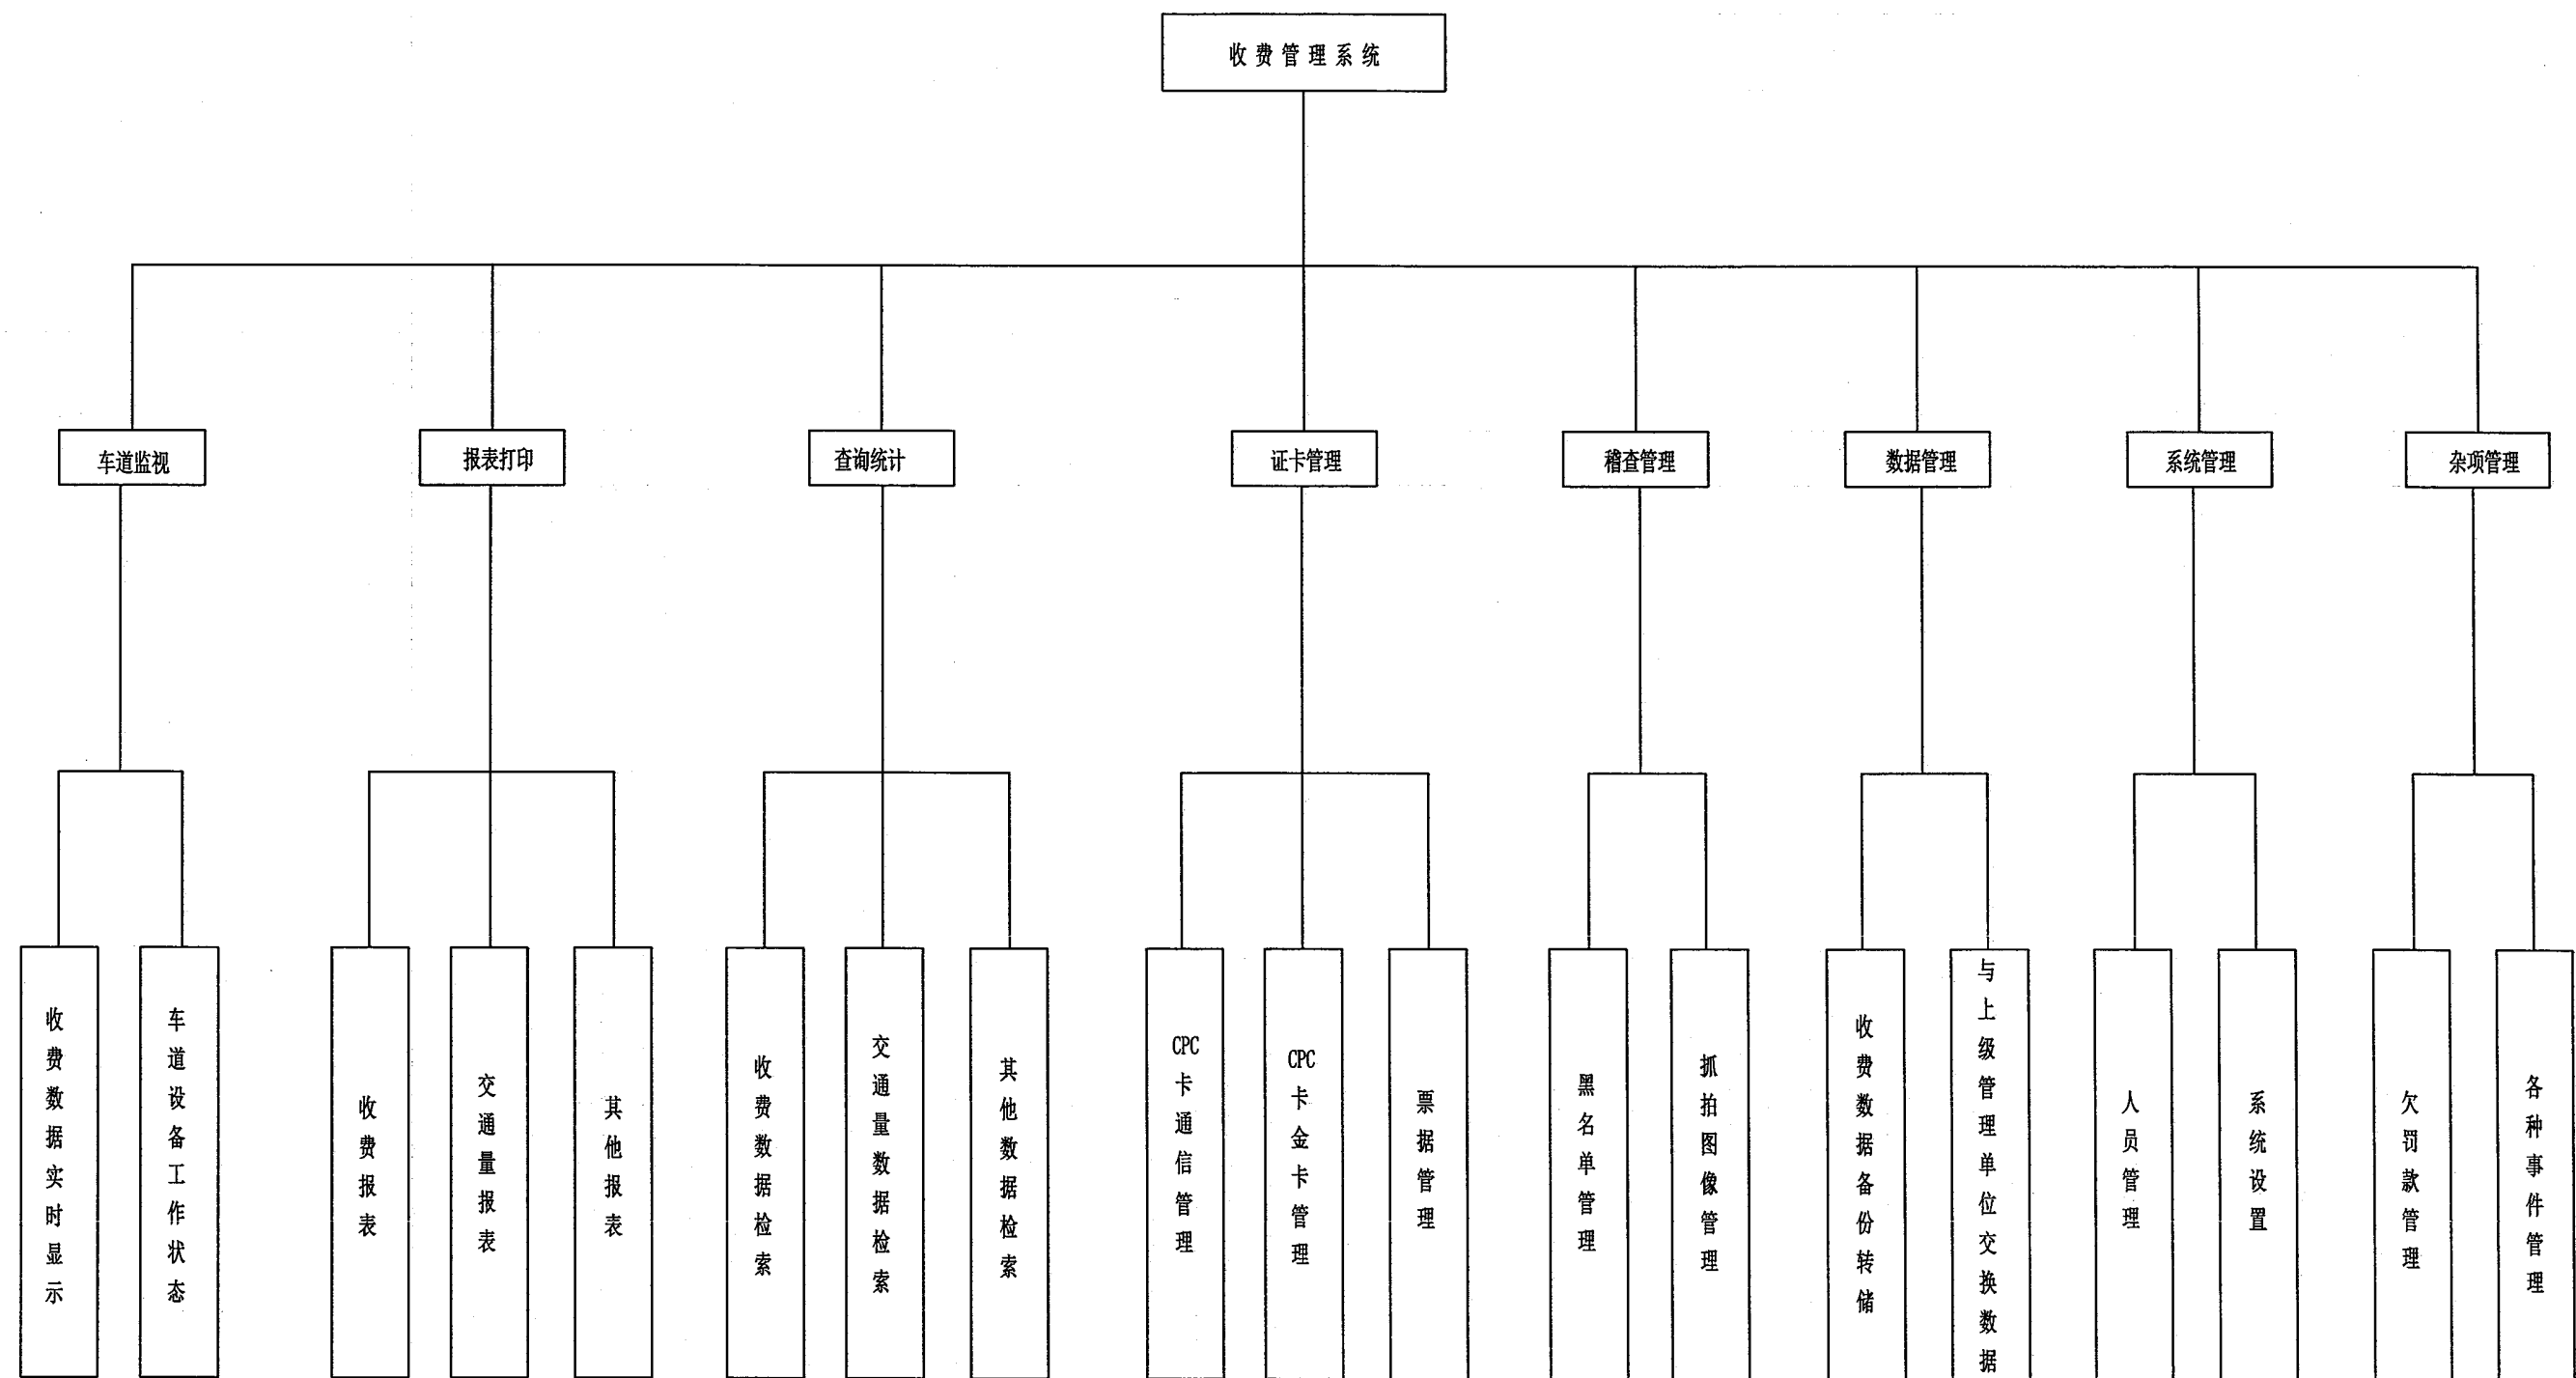 收费管理系统
车道监视
报表打印
查询统计
证卡管理
稽查管理
数据管理
系统管理
杂项管理
收费数据实时显示
车道设备工作状态
收费报表
交通量报表
其他报表
收费数据检索
交通量数据检索
其他数据检索
CPC卡通信管理
CPC卡金卡管理
票据管理
黑名单管理
抓拍图像管理
收费数据备份转储
与上级管理单位交换数据
人员管理
系统设置
欠罚款管理
各种事件管理